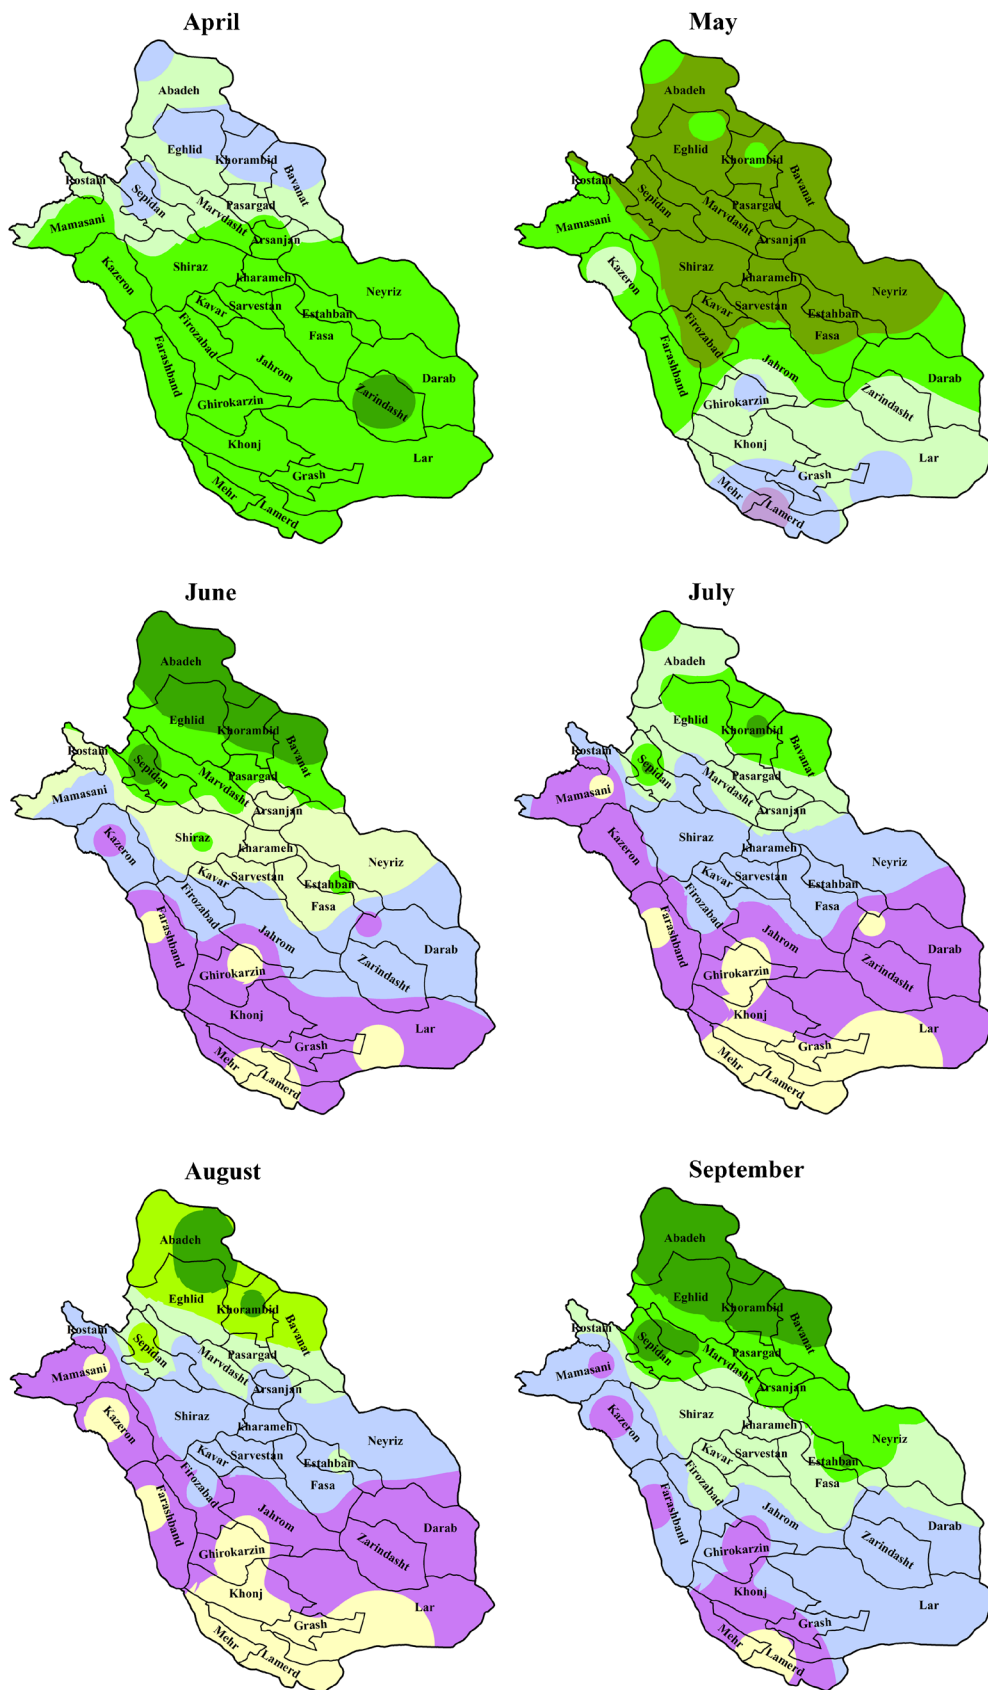 April
Abadeh
Eghlid
Khorambid
Bavanat
Rostam
Sepidan
Pasargad
Mamasani
Marvdasht
Arsanjan
Shiraz
kharameh
Kazeron
Neyriz
Kavar
Sarvestan
Estahban
Firozabad
Fasa
Farashband
Jahrom
Darab
Zarindasht
Ghirokarzin
Khonj
Lar
Grash
Mehr
Lamerd
May
Abadeh
Eghlid
Khorambid
Bavanat
Rostam
Sepidan
Pasargad
Mamasani
Marvdasht
Arsanjan
Shiraz
kharameh
Kazeron
Neyriz
Kavar
Sarvestan
Estahban
Firozabad
Fasa
Farashband
Jahrom
Darab
Zarindasht
Ghirokarzin
Khonj
Lar
Grash
Mehr
Lamerd
June
Abadeh
Eghlid
Khorambid
Bavanat
Rostam
Sepidan
Pasargad
Mamasani
Marvdasht
Arsanjan
Shiraz
kharameh
Kazeron
Neyriz
Kavar
Sarvestan
Estahban
Firozabad
Fasa
Farashband
Jahrom
Darab
Zarindasht
Ghirokarzin
Khonj
Lar
Grash
Mehr
Lamerd
July
Abadeh
Eghlid
Khorambid
Bavanat
Rostam
Sepidan
Pasargad
Mamasani
Marvdasht
Arsanjan
Shiraz
kharameh
Kazeron
Neyriz
Kavar
Sarvestan
Estahban
Firozabad
Fasa
Farashband
Jahrom
Darab
Zarindasht
Ghirokarzin
Khonj
Lar
Grash
Mehr
Lamerd
August
Abadeh
Eghlid
Khorambid
Bavanat
Rostam
Sepidan
Pasargad
Mamasani
Marvdasht
Arsanjan
Shiraz
kharameh
Kazeron
Neyriz
Kavar
Sarvestan
Estahban
Firozabad
Fasa
Farashband
Jahrom
Darab
Zarindasht
Ghirokarzin
Khonj
Lar
Grash
Mehr
Lamerd
September
Abadeh
Eghlid
Khorambid
Bavanat
Rostam
Sepidan
Pasargad
Mamasani
Marvdasht
Arsanjan
Shiraz
kharameh
Kazeron
Neyriz
Kavar
Sarvestan
Estahban
Firozabad
Fasa
Farashband
Jahrom
Darab
Zarindasht
Ghirokarzin
Khonj
Lar
Grash
Mehr
Lamerd